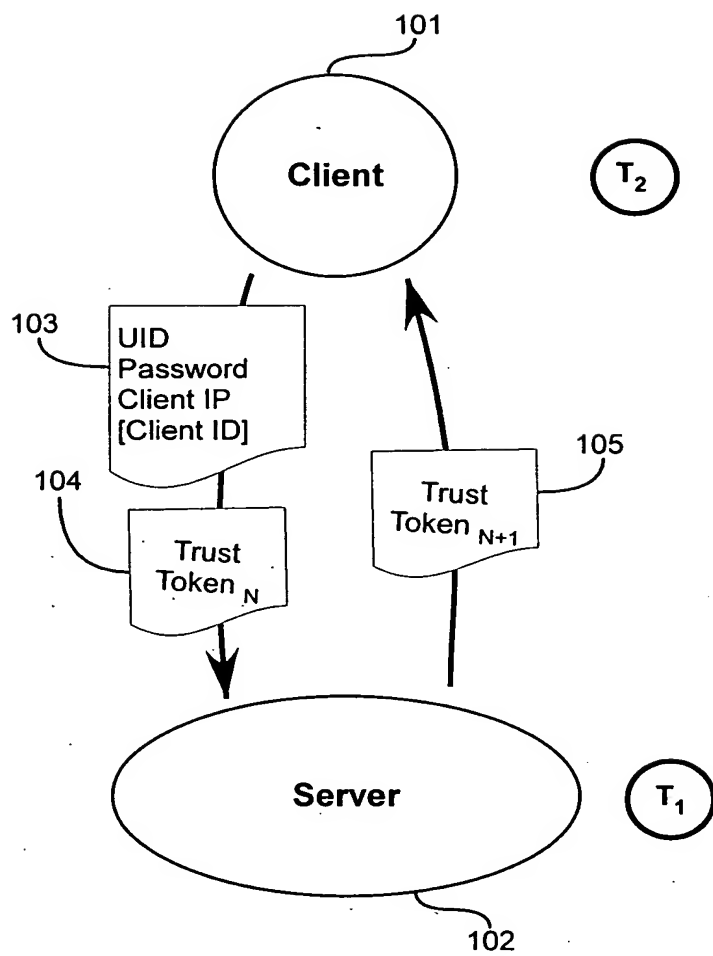 101
Client
T2
103
UID
Password
Client IP
[Client ID]
104
Trust
Token N
105
Trust
Token N+1
Server
T1
102